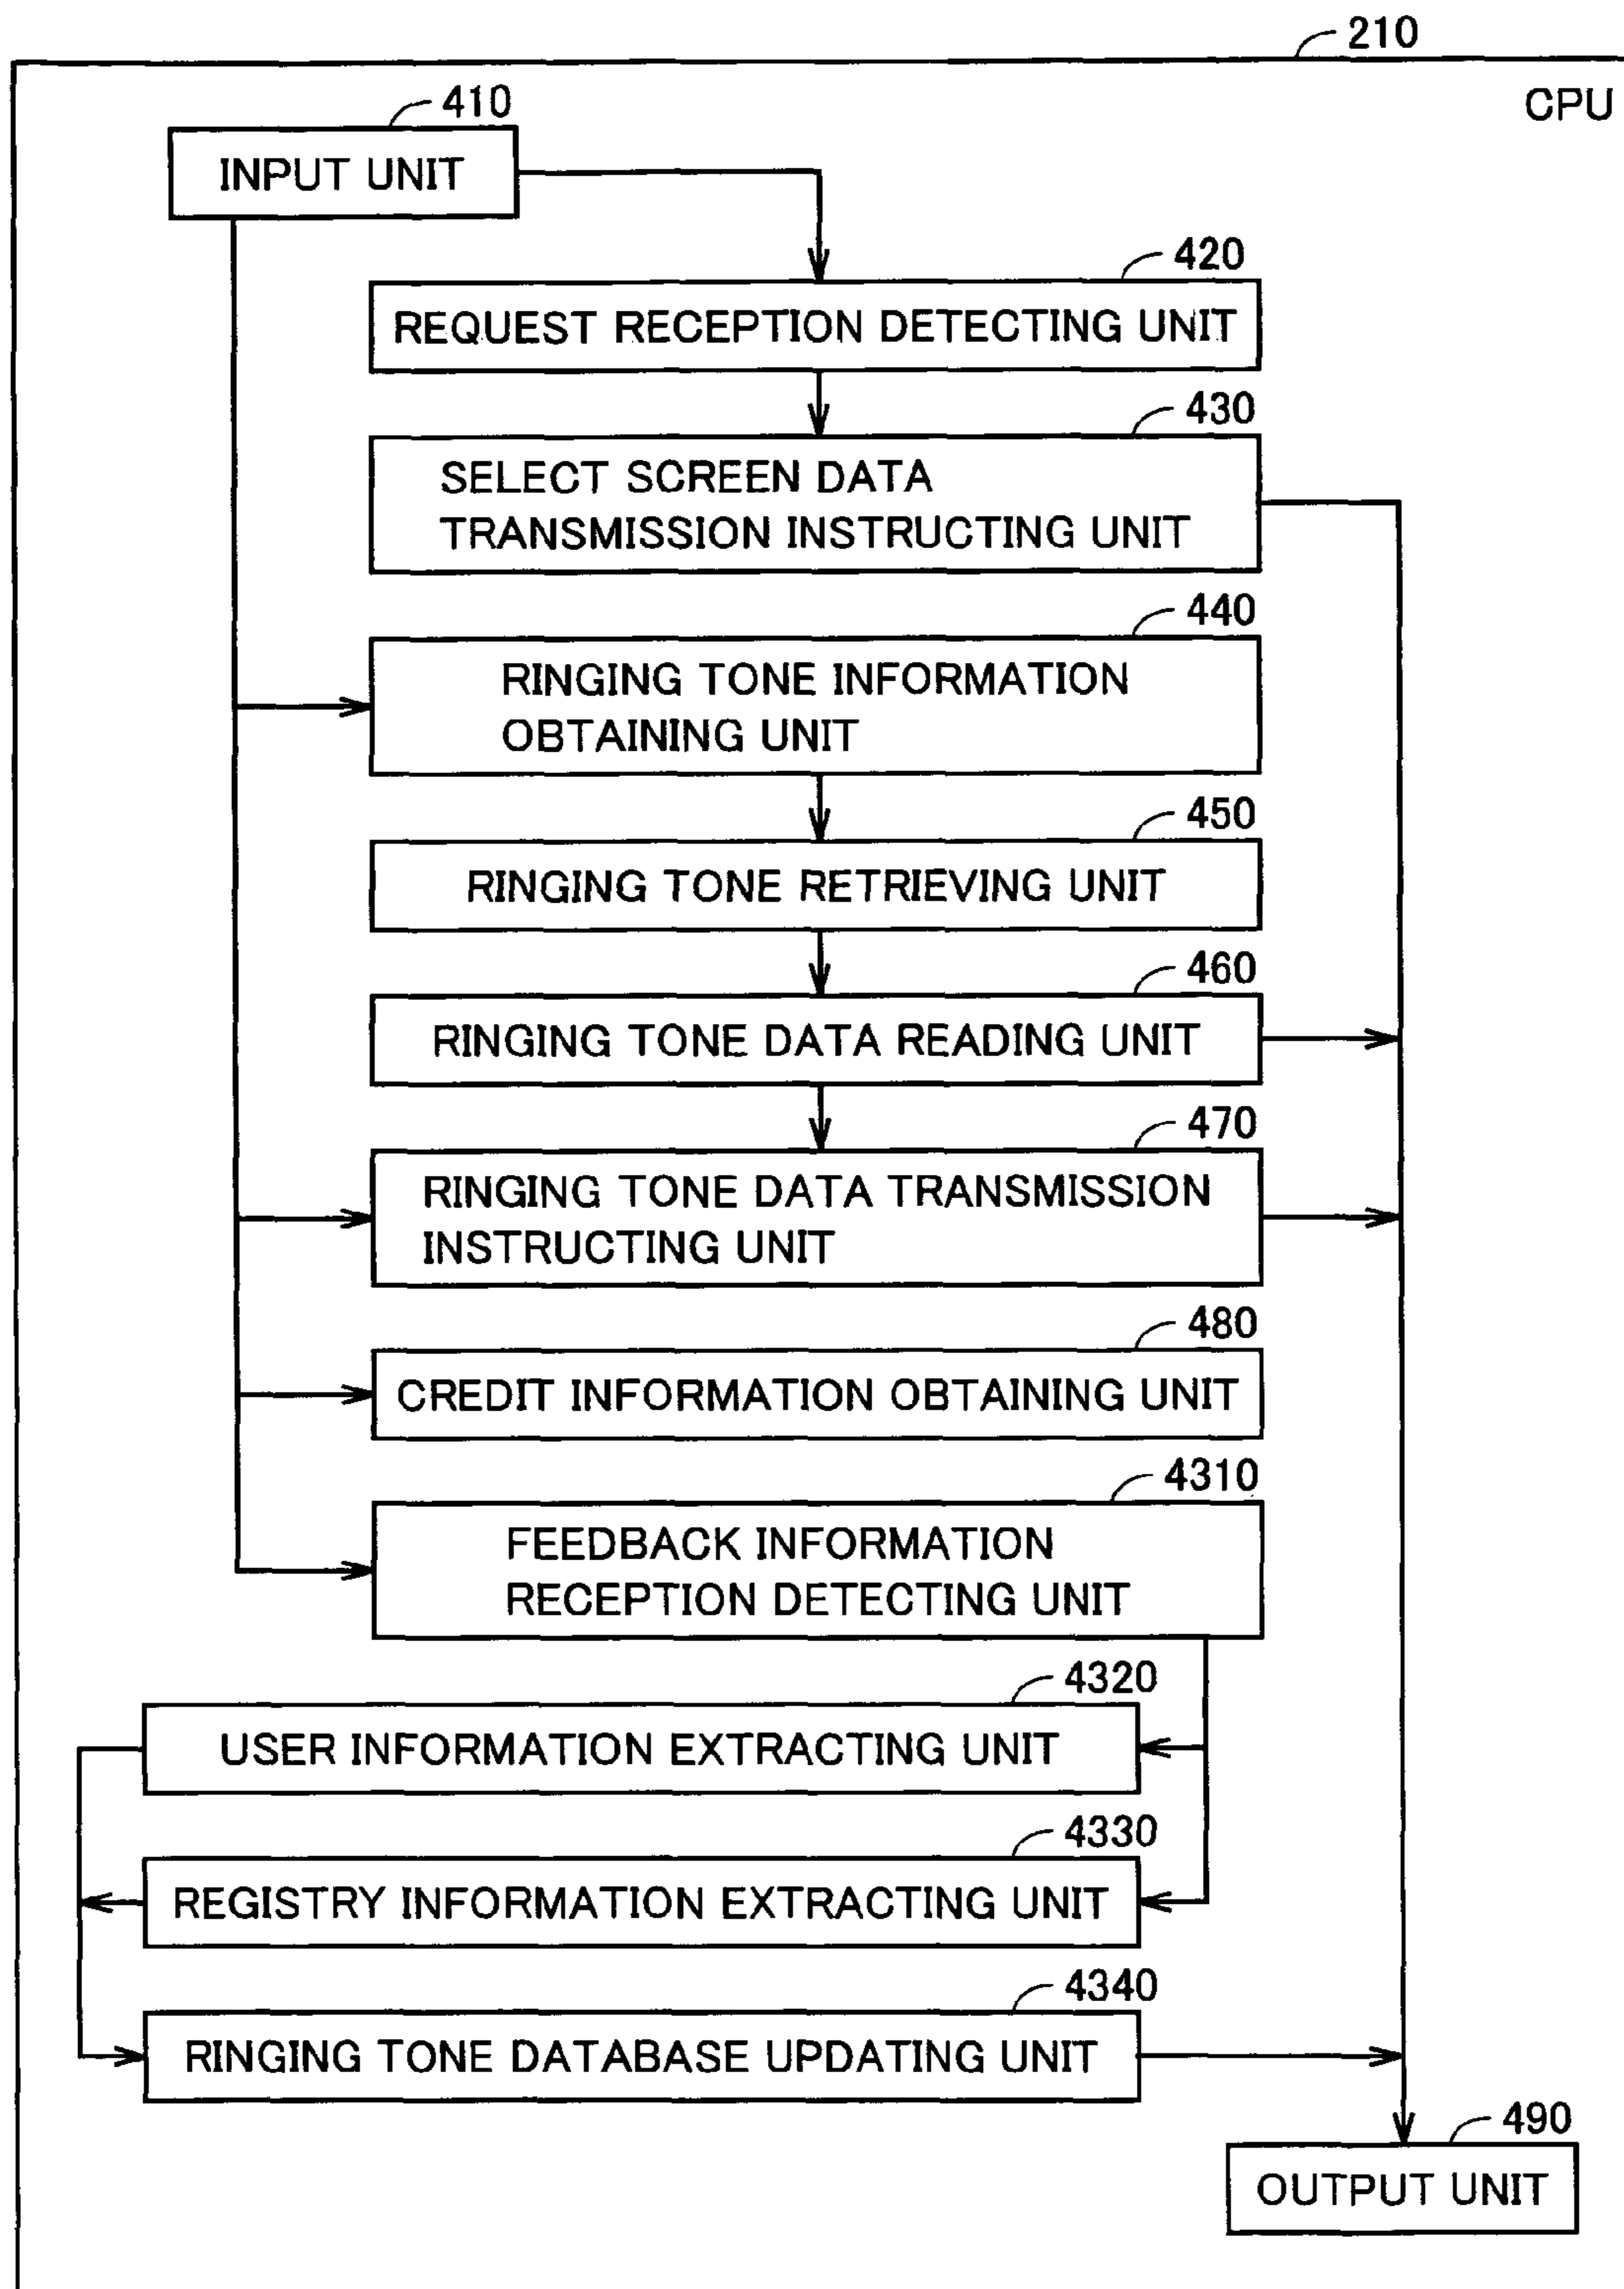 210
CPU
410
INPUT UNIT
420
REQUEST RECEPTION DETECTING UNIT
430
SELECT SCREEN DATA
TRANSMISSION INSTRUCTING UNIT
440
RINGING TONE INFORMATION
OBTAINING UNIT
450
RINGING TONE RETRIEVING UNIT
460
RINGING TONE DATA READING UNIT
470
RINGING TONE DATA TRANSMISSION
INSTRUCTING UNIT
480
CREDIT INFORMATION OBTAINING UNIT
4310
FEEDBACK INFORMATION
RECEPTION DETECTING UNIT
4320
USER INFORMATION EXTRACTING UNIT
4330
REGISTRY INFORMATION EXTRACTING UNIT
4340
RINGING TONE DATABASE UPDATING UNIT
490
OUTPUT UNIT